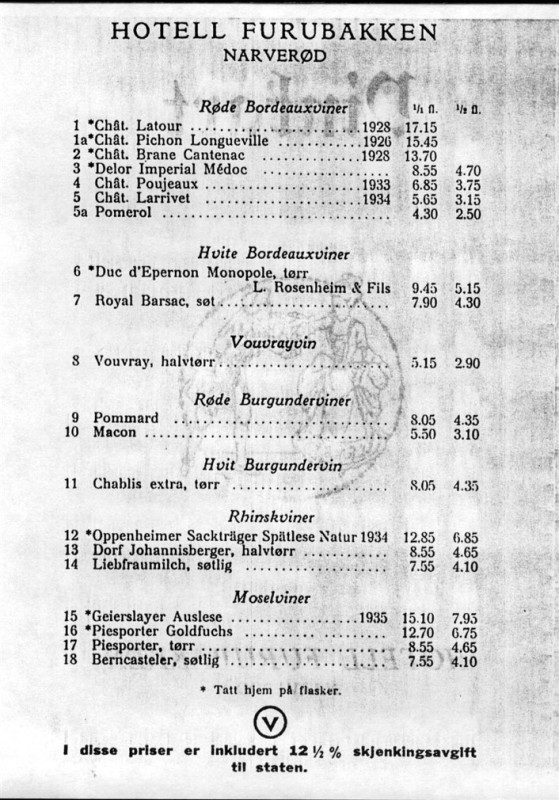 HOTELL FURUBAKKEN
NARVERØD
Røde Bordeauxviner 1/1 fl. 1/2 fl.
1 *Chât. Latour ........................ 1928 17.15
1a*Chât. Pichon Longueville ............ 1926 15.45
2 *Chât. Brane Cantenac ................ 1928 13.70
3 *Delor Imperial Médoc ................ 8.55 4.70
4 Chât. Poujeaux ........................ 1933 6.85 3.75
5 Chât. Larrivet ........................ 1934 5.65 3.15
5a Pomerol ............................... 4.30 2.50
Hvite Bordeauxviner
6 *Duc d'Epernon Monopole, tørr
L. Rosenheim & Fils 9.45 5.15
7 Royal Barsac, søt ........................ 7.90 4.30
Vouvrayvin
8 Vouvray, halvtørr ........................ 5.15 2.90
Røde Burgunderviner
9 Pommard ........................ 8.05 4.35
10 Macon ........................ 5.50 3.10
Hvit Burgundervin
11 Chablis extra, tørr ........................ 8.05 4.35
Rhinskviner
12 *Oppenheimer Sackträger Spätlese Natur 1934 12.85 6.85
13 Dorf Johannisberger, halvtørr ............ 8.55 4.65
14 Liebfraumilch, søtlig ........................ 7.55 4.10
Moselviner
15 *Geierslayer Auslese .................. 1935 15.10 7.95
16 *Piesporter Goldfuchs .................. 12.70 6.75
17 Piesporter, tørr ........................ 8.55 4.65
18 Berncasteler, søtlig ........................ 7.55 4.10
* Tatt hjem på flasker.
V
I disse priser er inkludert 12 ½ % skjenkingsavgift
til staten.